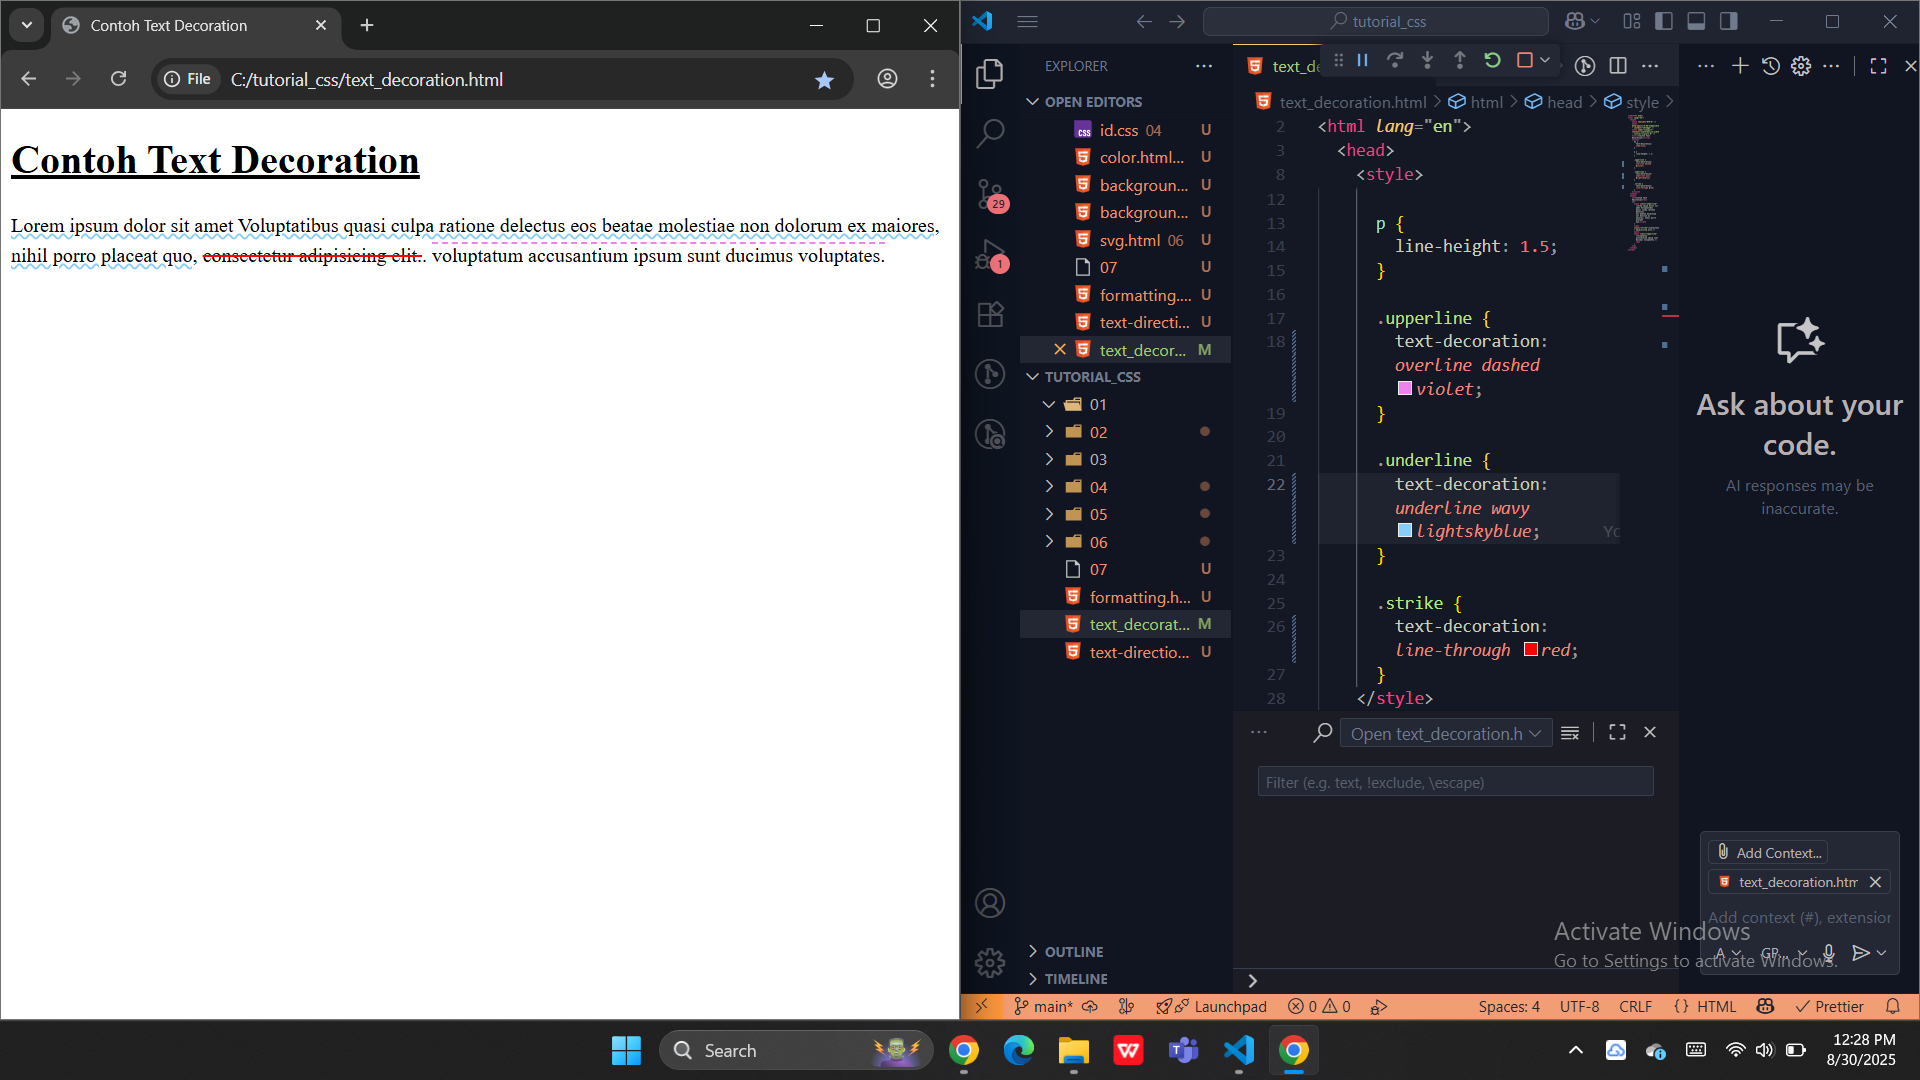 Contoh Text Decoration
File
C:/tutorial_css/text_decoration.html
Contoh Text Decoration
Lorem ipsum dolor sit amet Voluptatibus quasi culpa ratione delectus eos beatae molestiae non dolorum ex maiores,
nihil porro placeat quo, consectetur adipisicing elit.. voluptatum accusantium ipsum sunt ducimus voluptates.
tutorial_css
EXPLORER
OPEN EDITORS
id.css 04 U
color.html... U
backgroun... U
backgroun... U
svg.html 06 U
07 U
formatting.... U
text-directi... U
text_decor... M
TUTORIAL_CSS
01
02
03
04
05
06
07 U
formatting.h... U
text_decorat... M
text-directio... U
OUTLINE
TIMELINE
29
1
text_de
text_decoration.html > html > head > style >
2 <html lang="en">
3 <head>
8 <style>
12
13 p {
14 line-height: 1.5;
15 }
16
17 .upperline {
18 text-decoration:
overline dashed
violet;
19 }
20
21 .underline {
22 text-decoration:
underline wavy
lightskyblue;
23 }
24
25 .strike {
26 text-decoration:
line-through red;
27 }
28 </style>
Open text_decoration.h
Filter (e.g. text, !exclude, \escape)
Ask about your
code.
AI responses may be
inaccurate.
Add Context...
text_decoration.htm
Add context (#), extension
A
GP...
Activate Windows
Go to Settings to activate Windows.
main*
Launchpad
0
0
Spaces: 4
UTF-8
CRLF
{} HTML
Prettier
Search
12:28 PM
8/30/2025